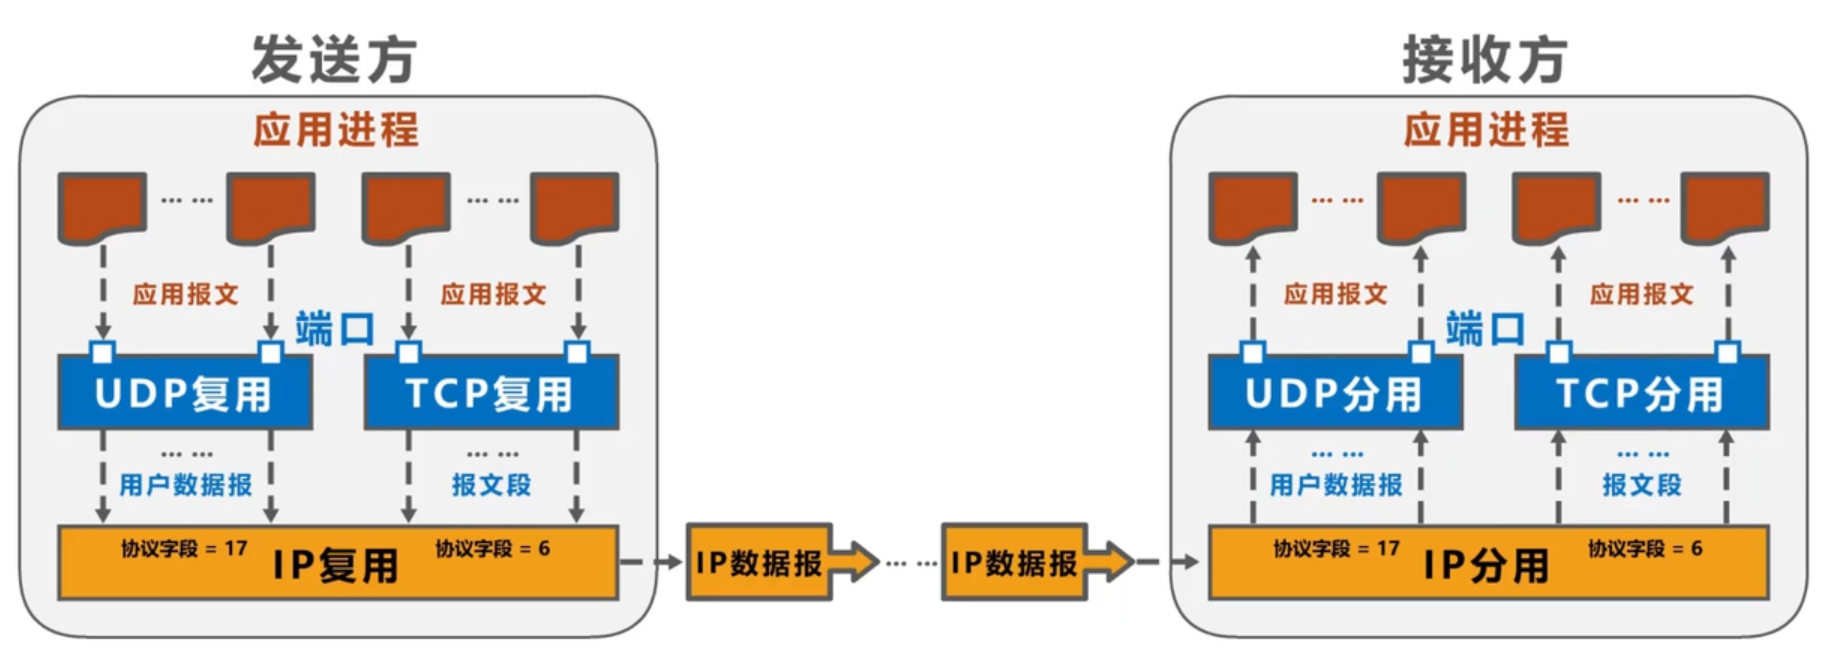 发送方
应用进程
... ...
... ...
应用报文
应用报文
端口
UDP复用
TCP复用
... ...
... ...
用户数据报
报文段
协议字段 = 17
IP复用
协议字段 = 6
IP数据报
... ...
IP数据报
接收方
应用进程
... ...
... ...
应用报文
应用报文
端口
UDP分用
TCP分用
... ...
... ...
用户数据报
报文段
协议字段 = 17
IP分用
协议字段 = 6